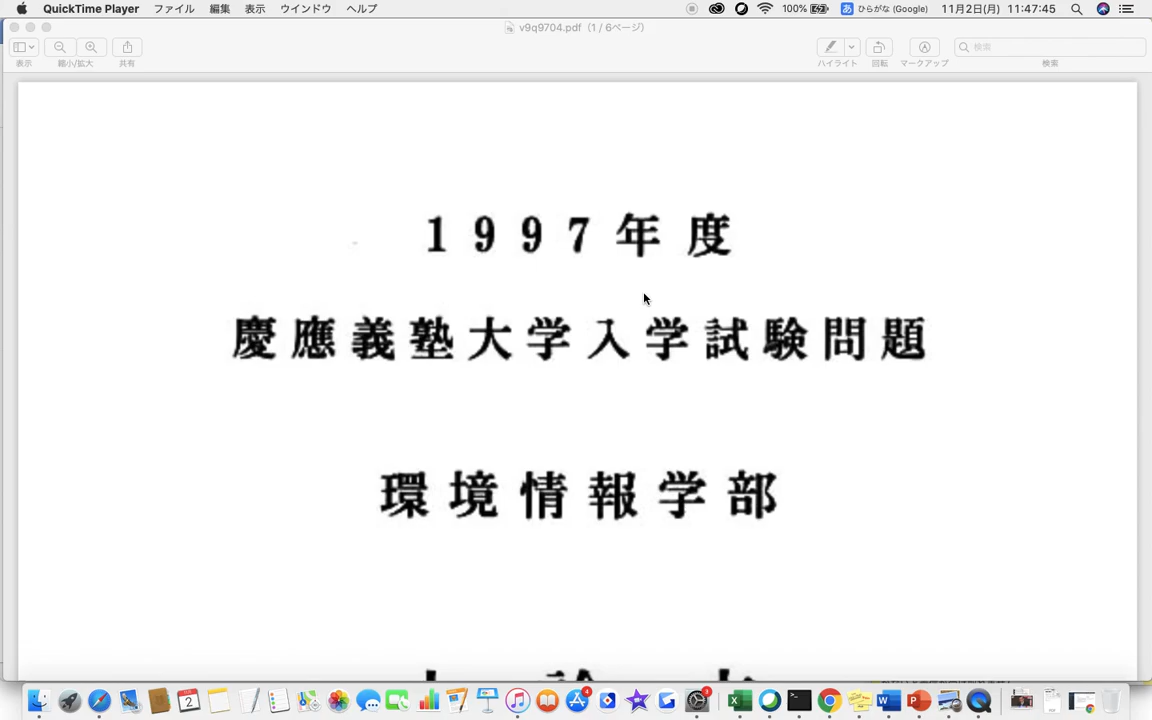 QuickTime Player ファイル 編集 表示 ウインドウ ヘルプ 100% あ ひらがな (Google) 11月2日(月) 11:47:45
v9q9704.pdf(1 / 6ページ)
検索
表示 縮小/拡大 共有 ハイライト 回転 マークアップ 検索
1997年度
慶應義塾大学入学試験問題
環境情報学部